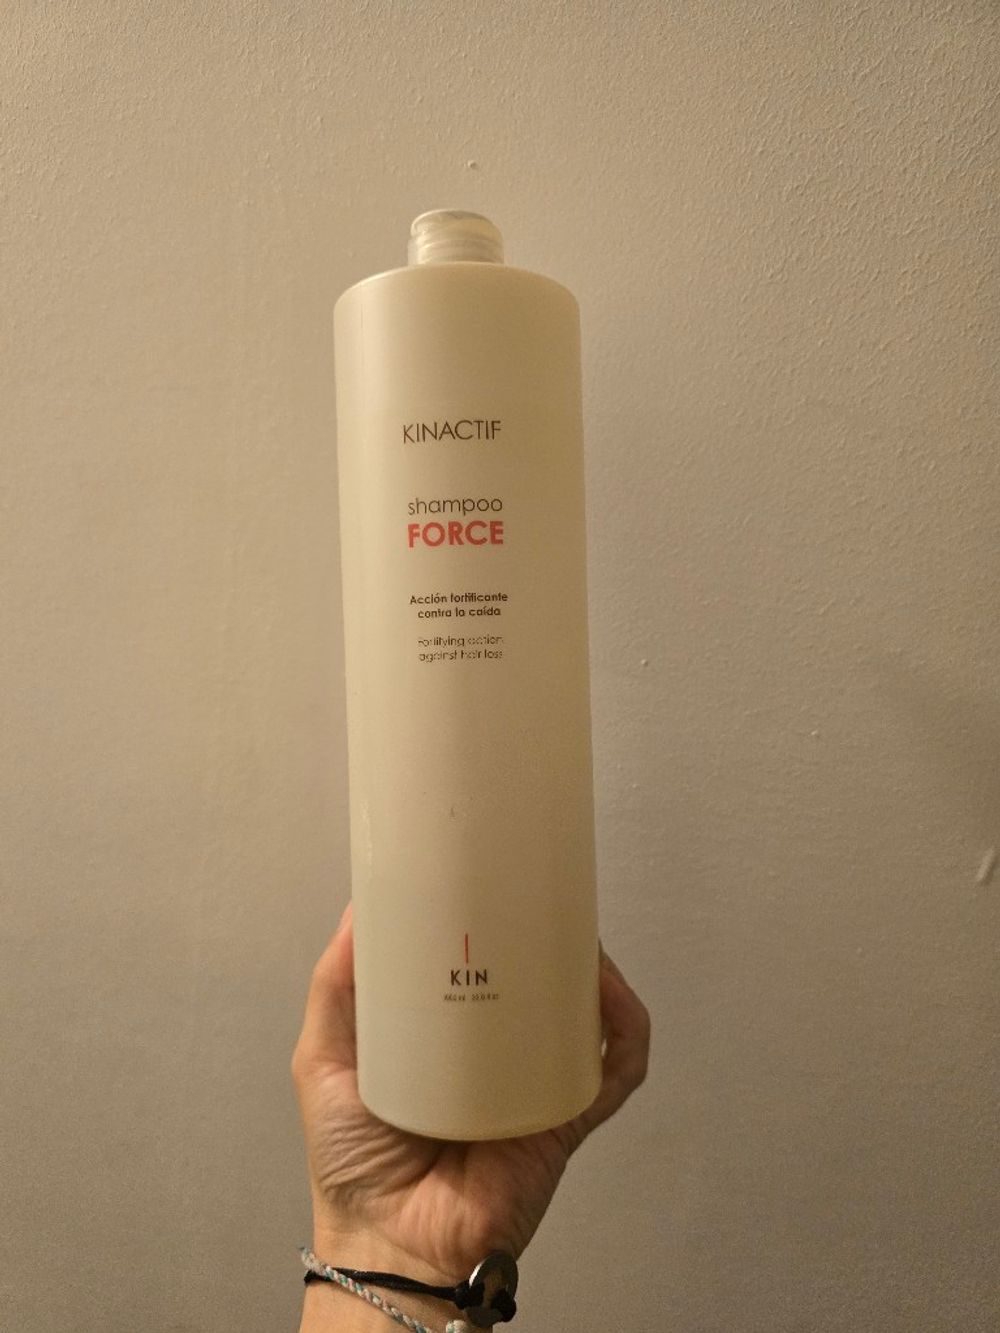 KINACTIF
shampoo
FORCE
Acción fortificante
contra la caída
Fortifying action
against hair loss
KIN